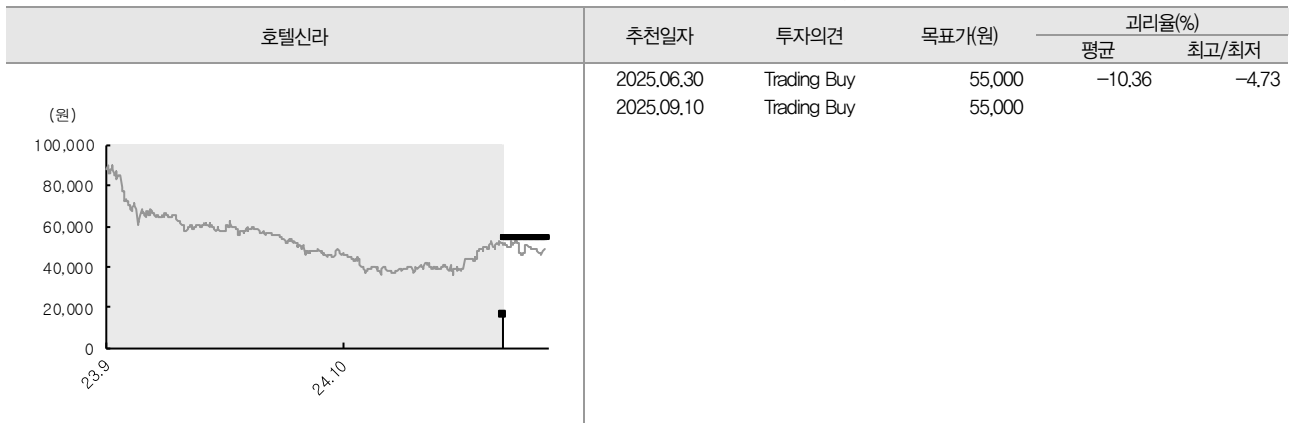 호텔신라 추천일자 투자의견 목표가(원) 괴리율(%)
평균 최고/최저
2025.06.30 Trading Buy 55,000 −10.36 −4.73
2025.09.10 Trading Buy 55,000
(원)
100,000
80,000
60,000
40,000
20,000
0
23.9 24.10